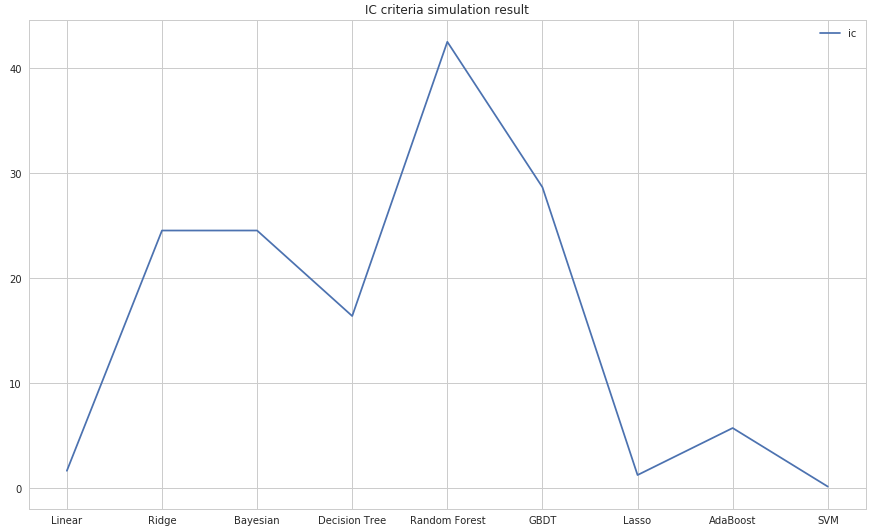 IC criteria simulation result
ic
40
30
20
10
0
Linear Ridge Bayesian Decision Tree Random Forest GBDT Lasso AdaBoost SVM